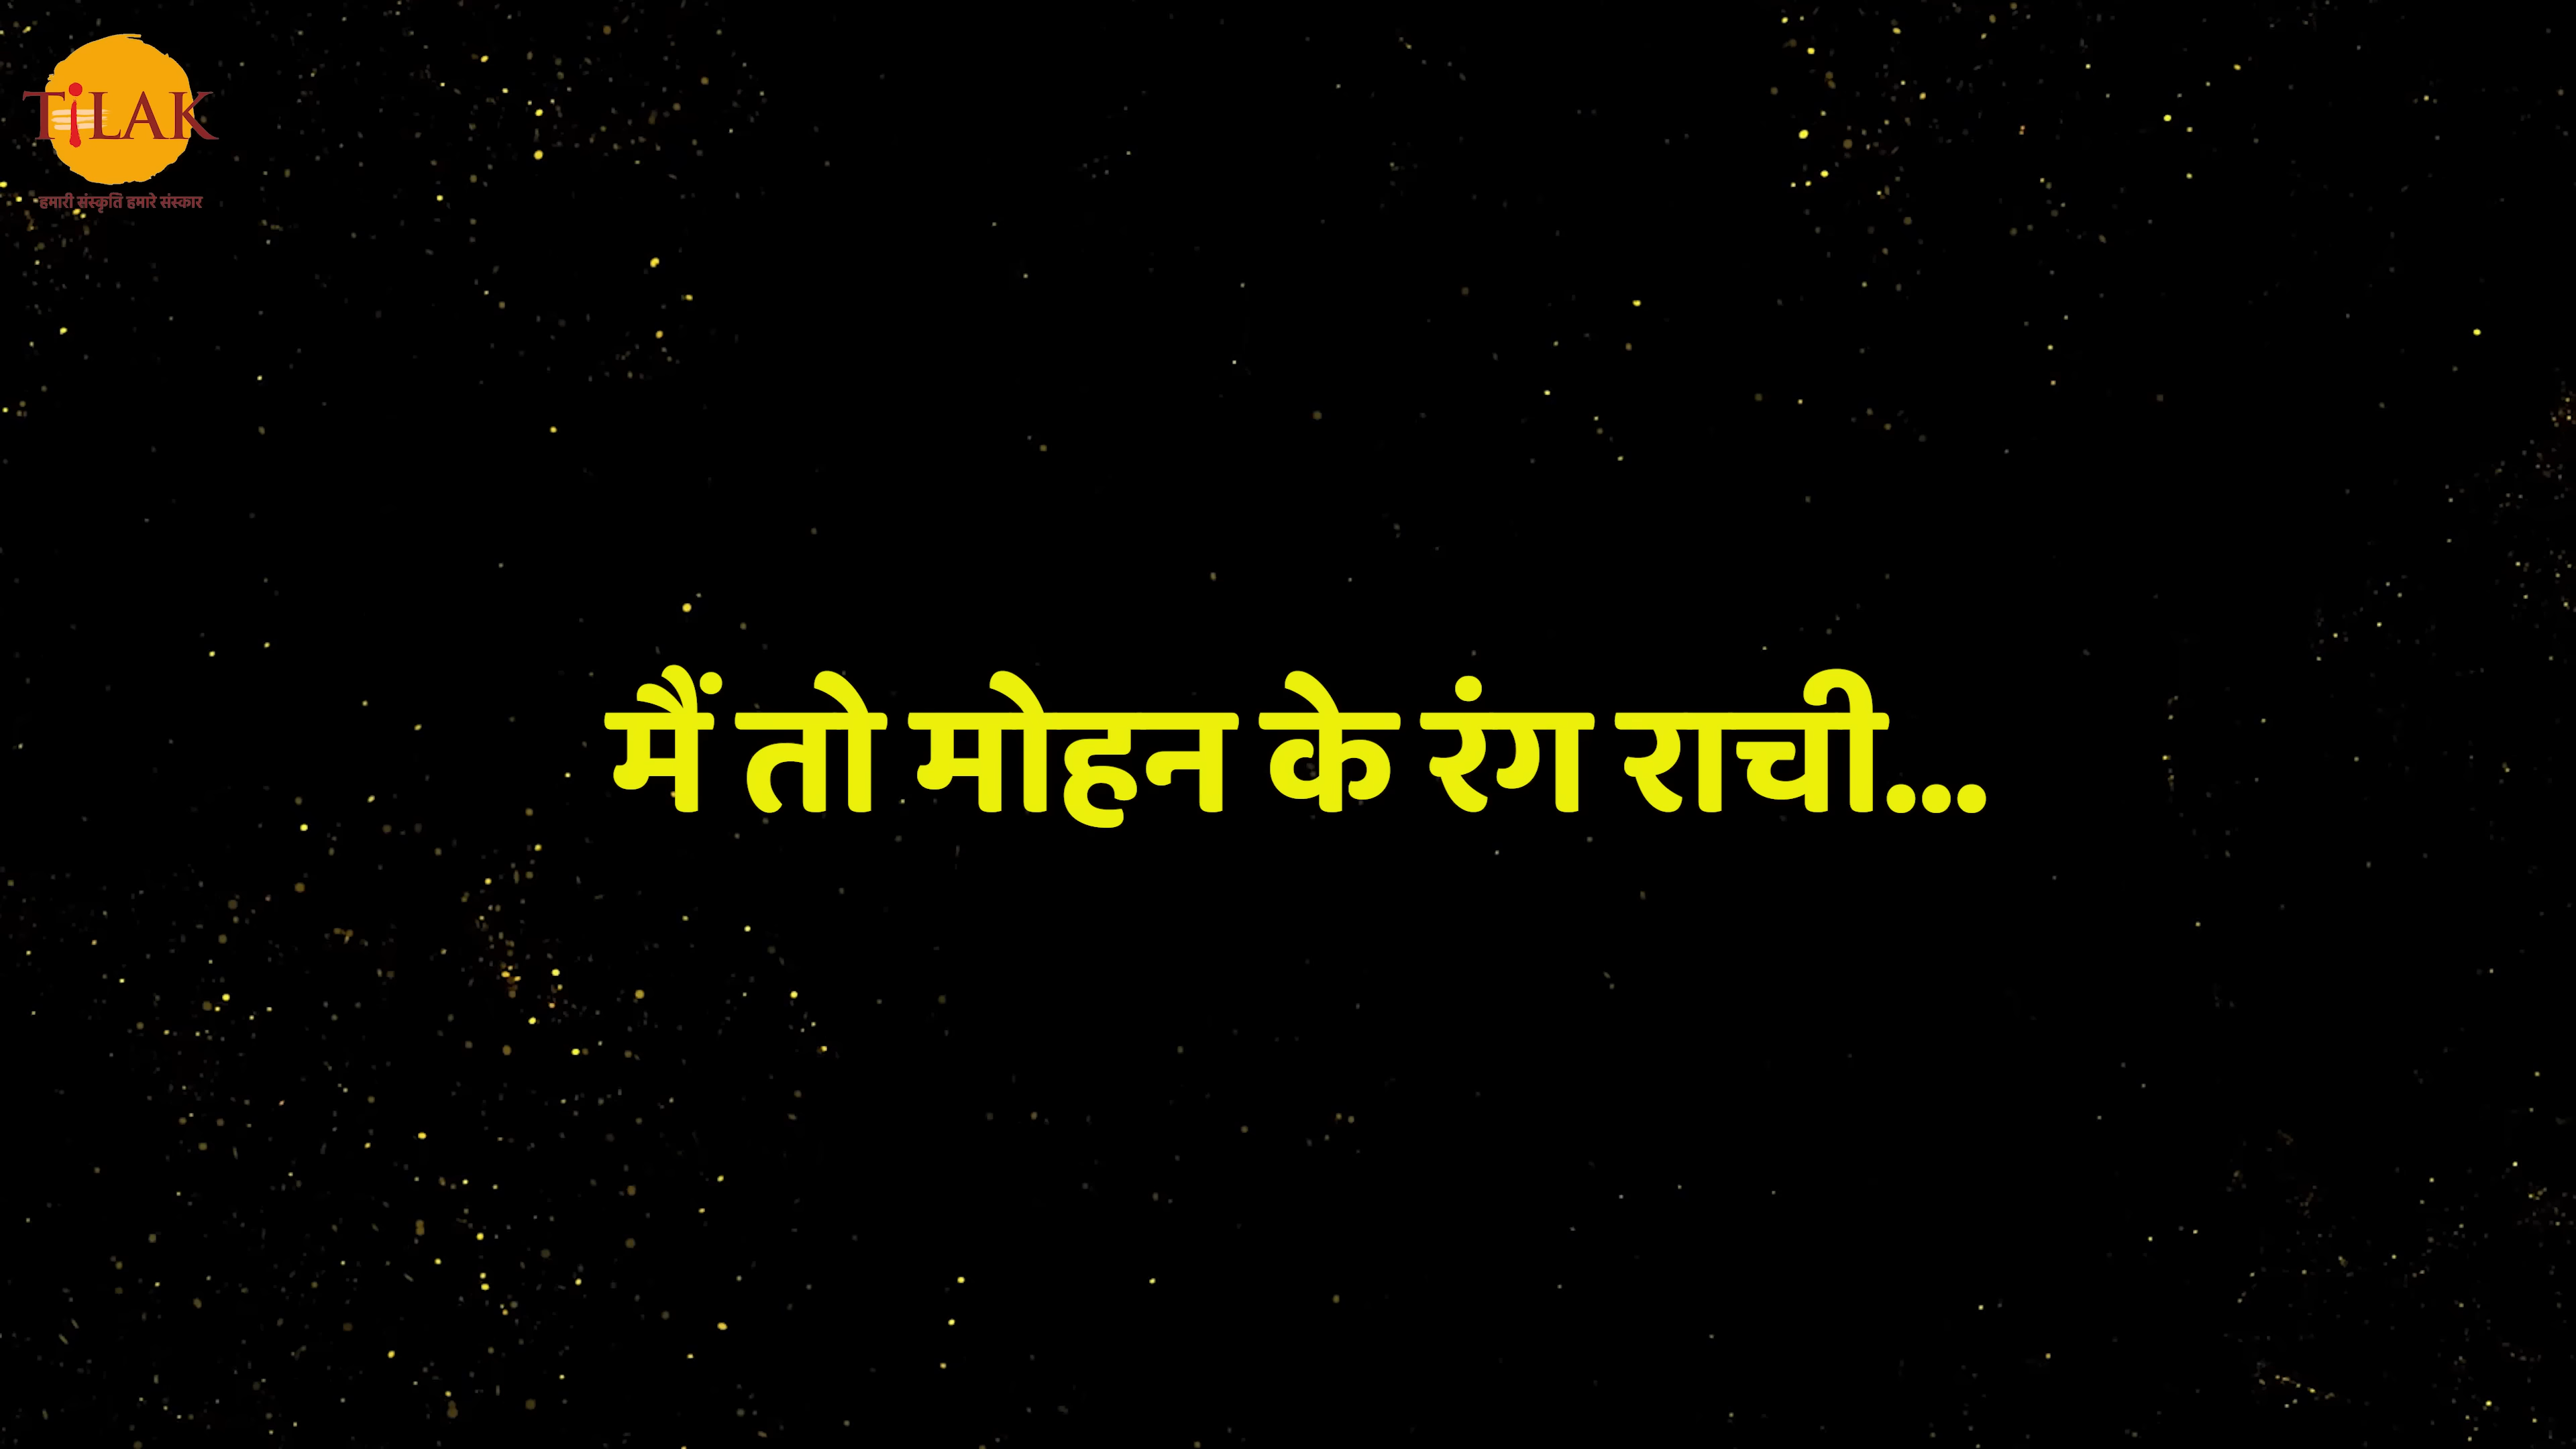 TiLAK
हमारी संस्कृति हमारे संस्कार
मैं तो मोहन के रंग राची...